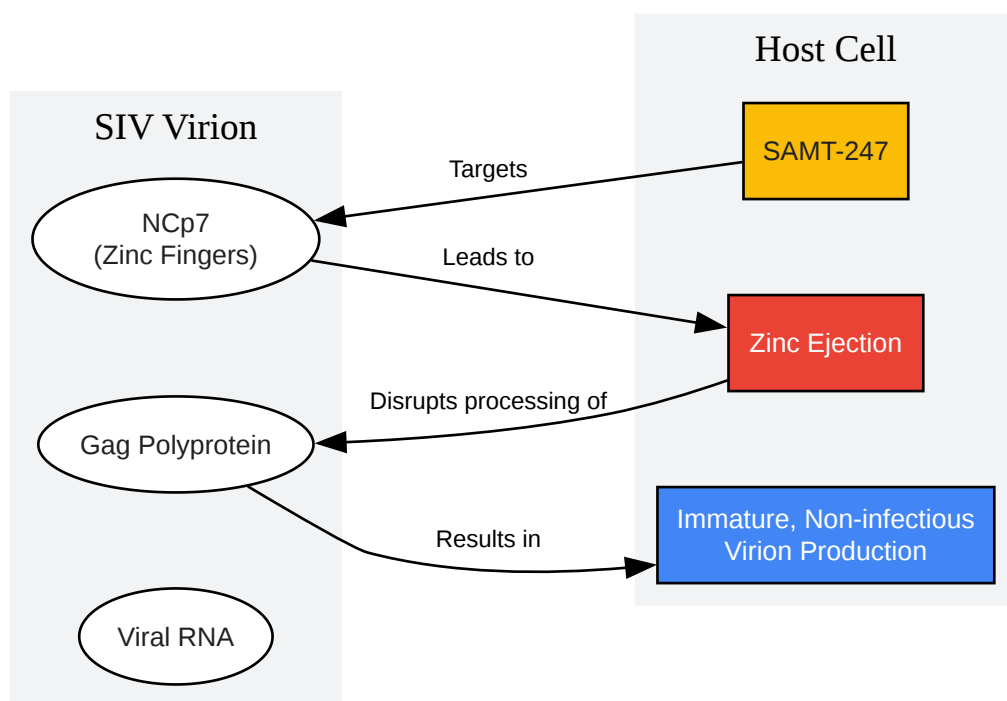 Host Cell
SIV Virion
SAMT-247
Targets
NCp7
(Zinc Fingers)
Leads to
Zinc Ejection
Disrupts processing of
Gag Polyprotein
Results in
Immature, Non-infectious
Virion Production
Viral RNA